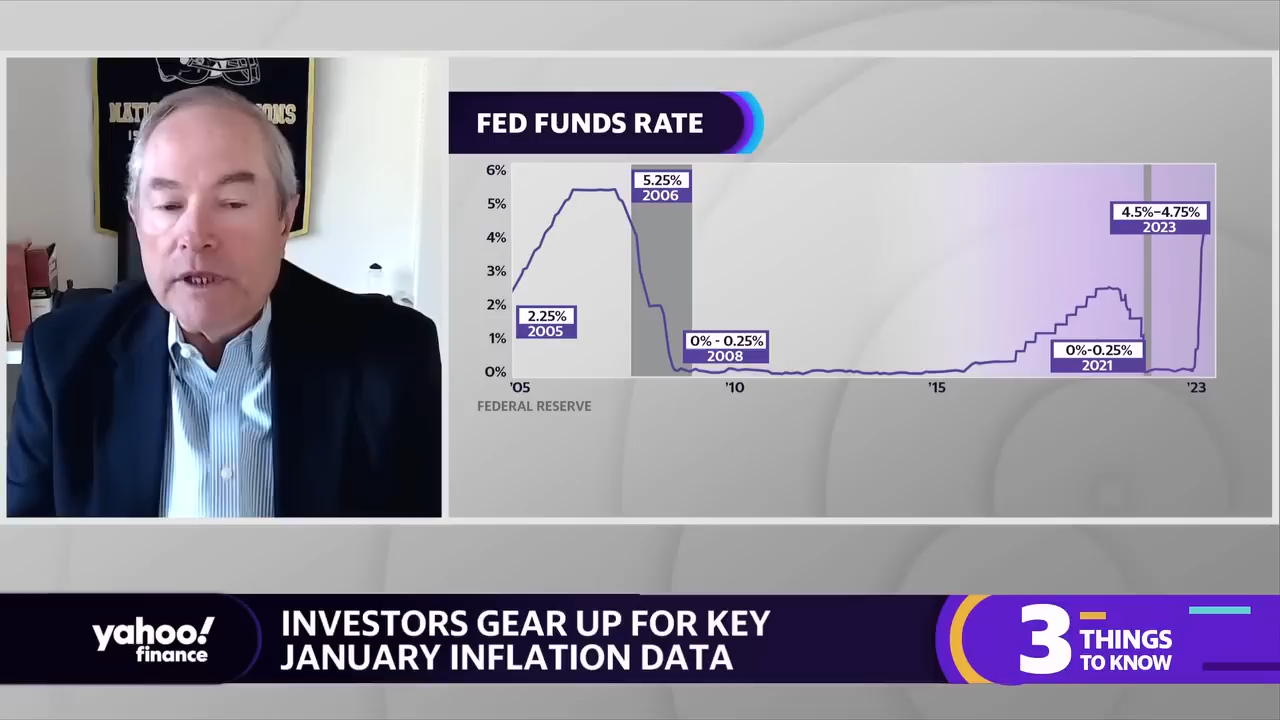 FED FUNDS RATE
6%
5%
4%
3%
2%
1%
0%
5.25%
2006
4.5%–4.75%
2023
2.25%
2005
0% - 0.25%
2008
0%-0.25%
2021
'05
'10
'15
'23
FEDERAL RESERVE
yahoo!
finance
INVESTORS GEAR UP FOR KEY
JANUARY INFLATION DATA
3 THINGS
TO KNOW